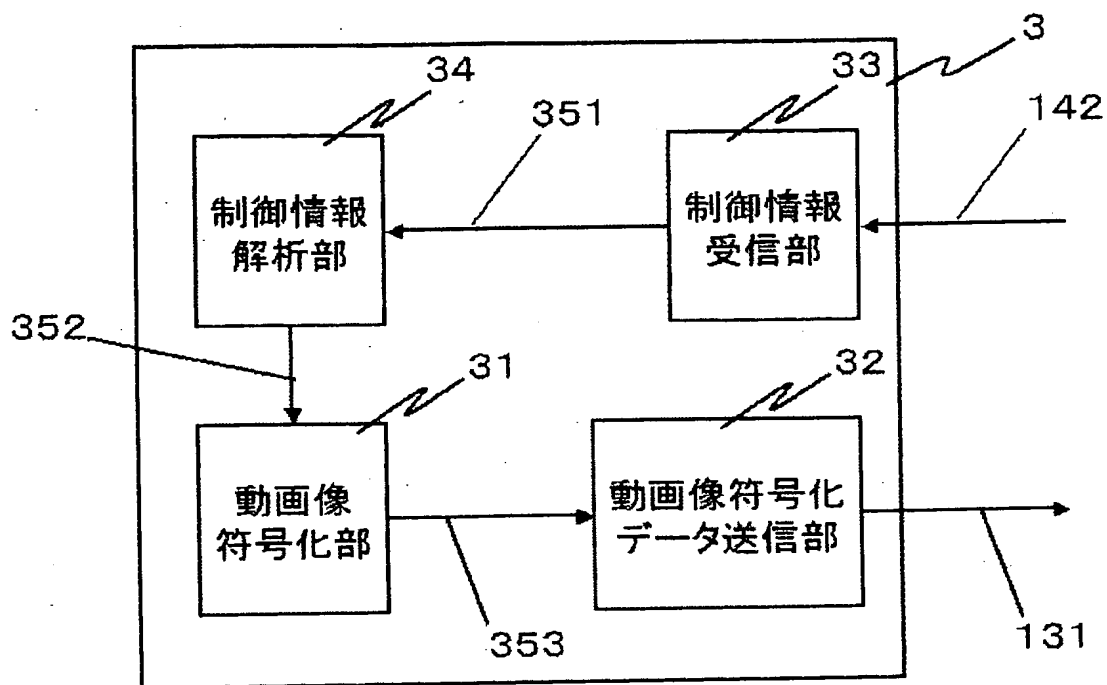 3
34
33
351
142
制御情報
解析部
制御情報
受信部
352
31
32
動画像
符号化部
動画像符号化
データ送信部
353
131